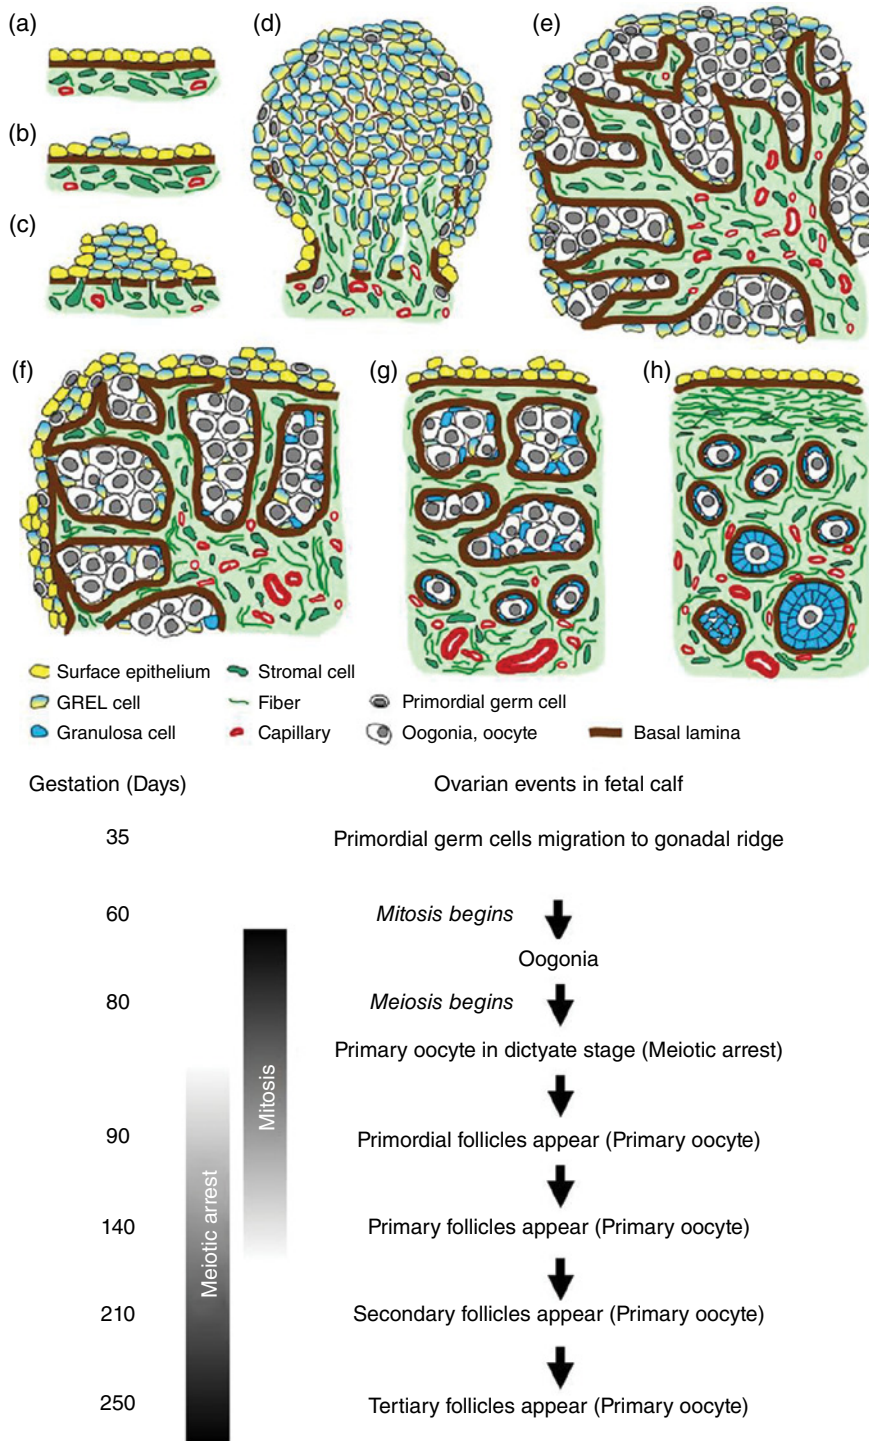 (a)
(b)
(c)
(d)
(e)
(f)
(g)
(h)
Surface epithelium
Stromal cell
GREL cell
Fiber
Primordial germ cell
Granulosa cell
Capillary
Oogonia, oocyte
Basal lamina
Gestation (Days)
Ovarian events in fetal calf
35
Primordial germ cells migration to gonadal ridge
60
Mitosis begins
Oogonia
80
Meiosis begins
Primary oocyte in dictyate stage (Meiotic arrest)
Mitosis
90
Primordial follicles appear (Primary oocyte)
Meiotic arrest
140
Primary follicles appear (Primary oocyte)
210
Secondary follicles appear (Primary oocyte)
250
Tertiary follicles appear (Primary oocyte)